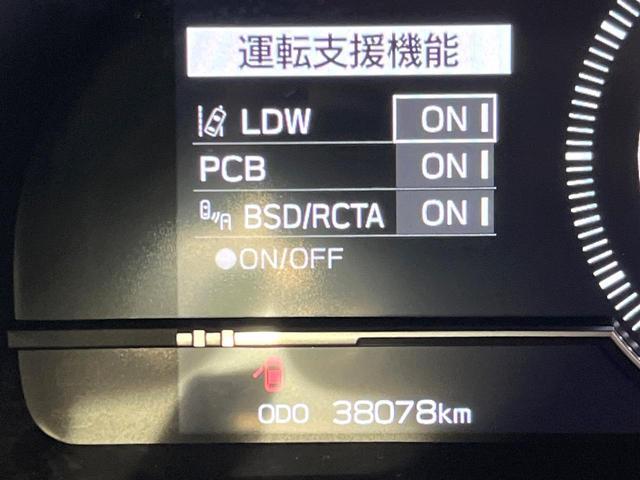 運転支援機能
LDW ON
PCB ON
BSD/RCTA ON
●ON/OFF
ODO 38078km